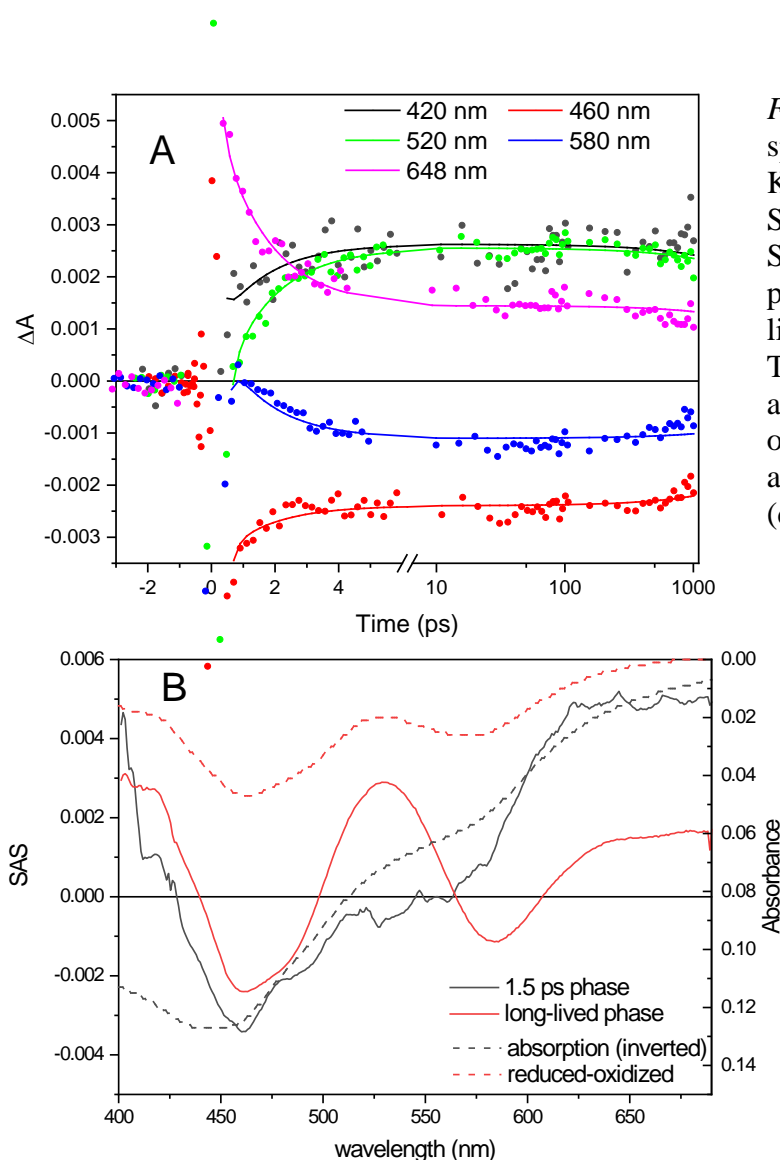 A
420 nm 460 nm
520 nm 580 nm
648 nm
0.005
0.004
0.003
0.002
0.001
0.000
-0.001
-0.002
-0.003
ΔA
-2 0 2 4 10 100 1000
Time (ps)
F
s
K
S
S
p
li
T
a
o
a
(
B
0.006
0.004
0.002
0.000
-0.002
-0.004
SAS
0.00
0.02
0.04
0.06
0.08
0.10
0.12
0.14
Absorbance
1.5 ps phase
long-lived phase
absorption (inverted)
reduced-oxidized
400 450 500 550 600 650
wavelength (nm)